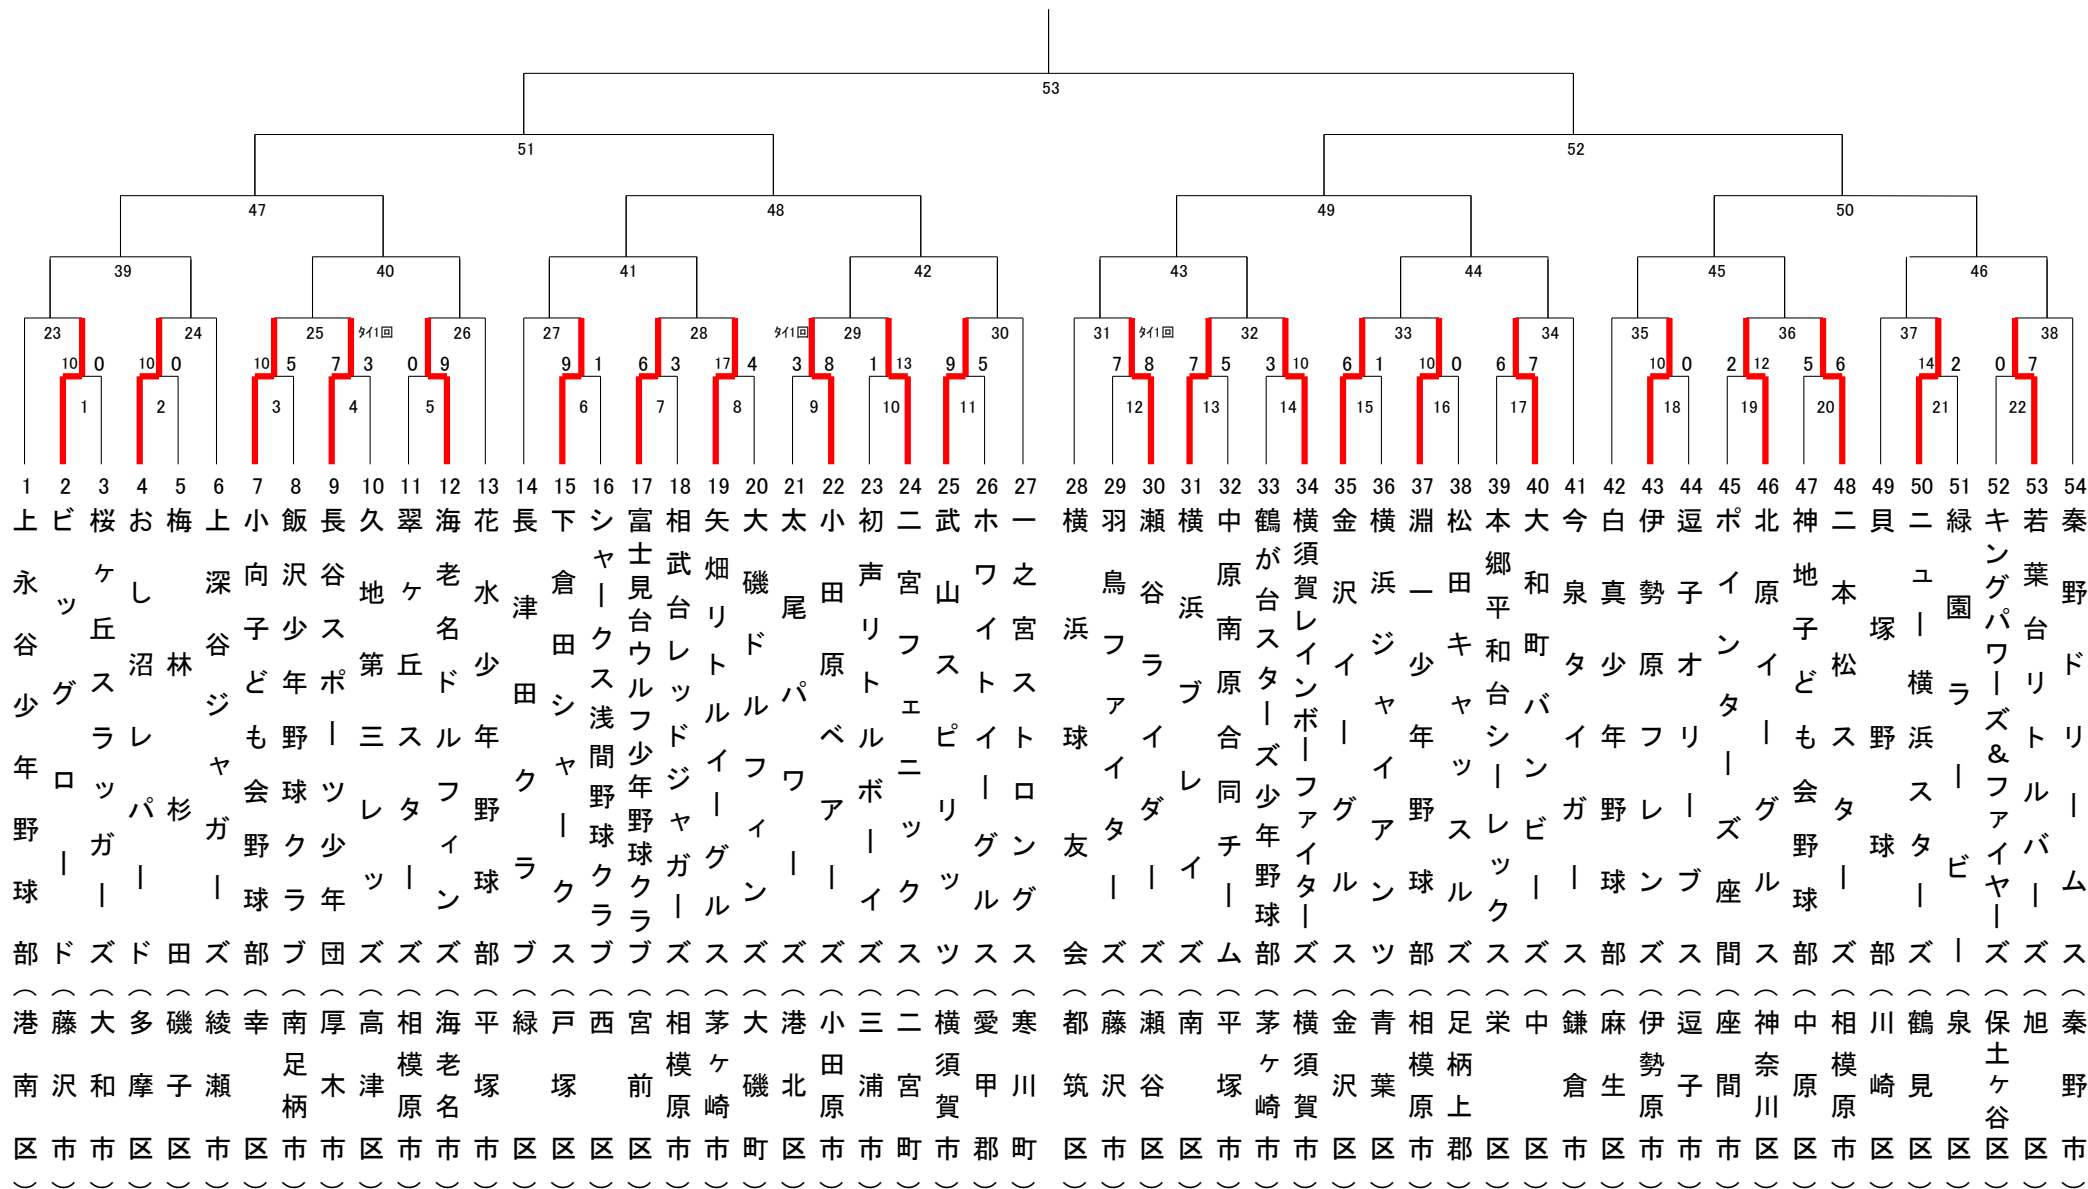 53
51
52
47
48
49
50
39
40
41
42
43
44
45
46
23
24
25
ﾀｲ1回
26
27
28
ﾀｲ1回
29
30
31
ﾀｲ1回
32
33
34
35
36
37
38
10 0 10 0 10 5 7 3 0 9 9 1 6 3 17 4 3 8 1 13 9 5 7 8 7 5 3 10 6 1 10 0 6 7 10 0 2 12 5 6 14 2 0 7
1 2 3 4 5 6 7 8 9 10 11 12 13 14 15 16 17 18 19 20 21 22
1 上永谷少年野球部（港南区）
2 ビッグロード（藤沢市）
3 桜ヶ丘スラッガーズ（大和市）
4 おし沼レパード（多摩区）
5 梅林杉田（磯子区）
6 上深谷ジャガーズ（綾瀬市）
7 小向子ども会野球部（幸区）
8 飯沢少年野球クラブ（南足柄市）
9 長谷スポーツ少年団（厚木市）
10 久地第三レッズ（高津区）
11 翠ヶ丘スターズ（相模原市）
12 海老名ドルフィンズ（海老名市）
13 花水少年野球部（平塚市）
14 長津田クラブ（緑区）
15 下倉田シャークス（戸塚区）
16 シャークス浅間野球クラブ（西区）
17 富士見台ウルフ少年野球クラブ（宮前区）
18 相武台レッドジャガーズ（相模原市）
19 矢畑リトルイーグルス（茅ヶ崎市）
20 大磯ドルフィンズ（大磯町）
21 太尾パワーズ（港北区）
22 小田原ベアーズ（小田原市）
23 初声リトルボーイズ（三浦市）
24 二宮フェニックス（二宮町）
25 武山スピリッツ（横須賀市）
26 ホワイトイーグルス（愛甲郡）
27 一之宮ストロングス（寒川町）
28 横浜球友会（都筑区）
29 羽鳥ファイターズ（藤沢市）
30 瀬谷ライダーズ（瀬谷区）
31 横浜ブレイズ（南区）
32 中原南原合同チーム（平塚市）
33 鶴が台スターズ少年野球部（茅ヶ崎市）
34 横須賀レインボーファイターズ（横須賀市）
35 金沢イーグルス（金沢区）
36 横浜ジャイアンツ（青葉区）
37 淵一少年野球部（相模原市）
38 松田キャッスルズ（足柄上郡）
39 本郷平和台シーレックス（栄区）
40 大和町バンビーズ（中区）
41 今泉タイガース（鎌倉市）
42 白真少年野球部（麻生区）
43 伊勢原フレンズ（伊勢原市）
44 逗子オリーブス（逗子市）
45 ポインターズ座間（座間市）
46 北原イーグルス（神奈川区）
47 神地子ども会野球部（中原区）
48 二本松スターズ（相模原市）
49 貝塚野球部（川崎区）
50 ニュー横浜スターズ（鶴見区）
51 緑園ラービー（泉区）
52 キングパワーズ＆ファイヤーズ（保土ヶ谷区）
53 若葉台リトルバーズ（旭区）
54 秦野ドリームス（秦野市）